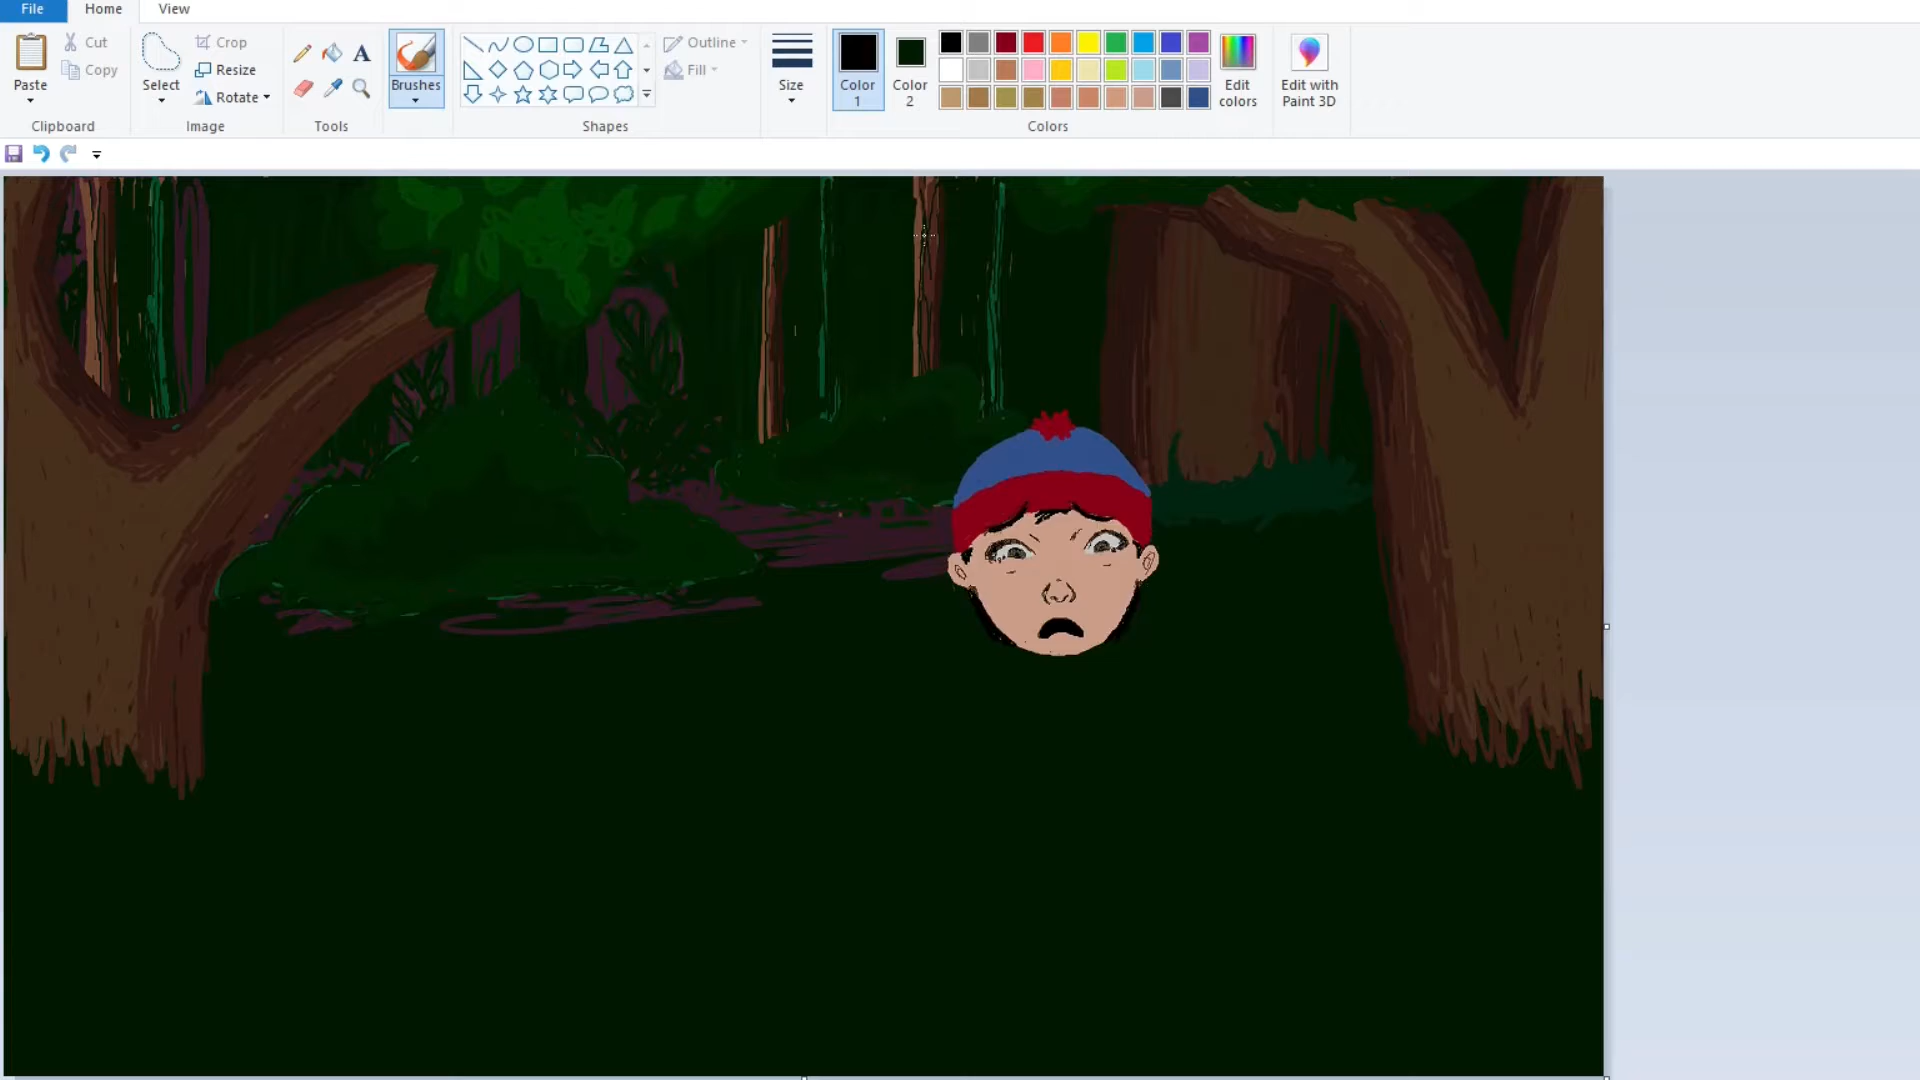 File Home View
Paste
Cut
Copy
Clipboard
Select
Crop
Resize
Rotate
Image
A
Tools
Brushes
Shapes
Outline
Fill
Size
Color
1
Color
2
Colors
Edit
colors
Edit with
Paint 3D